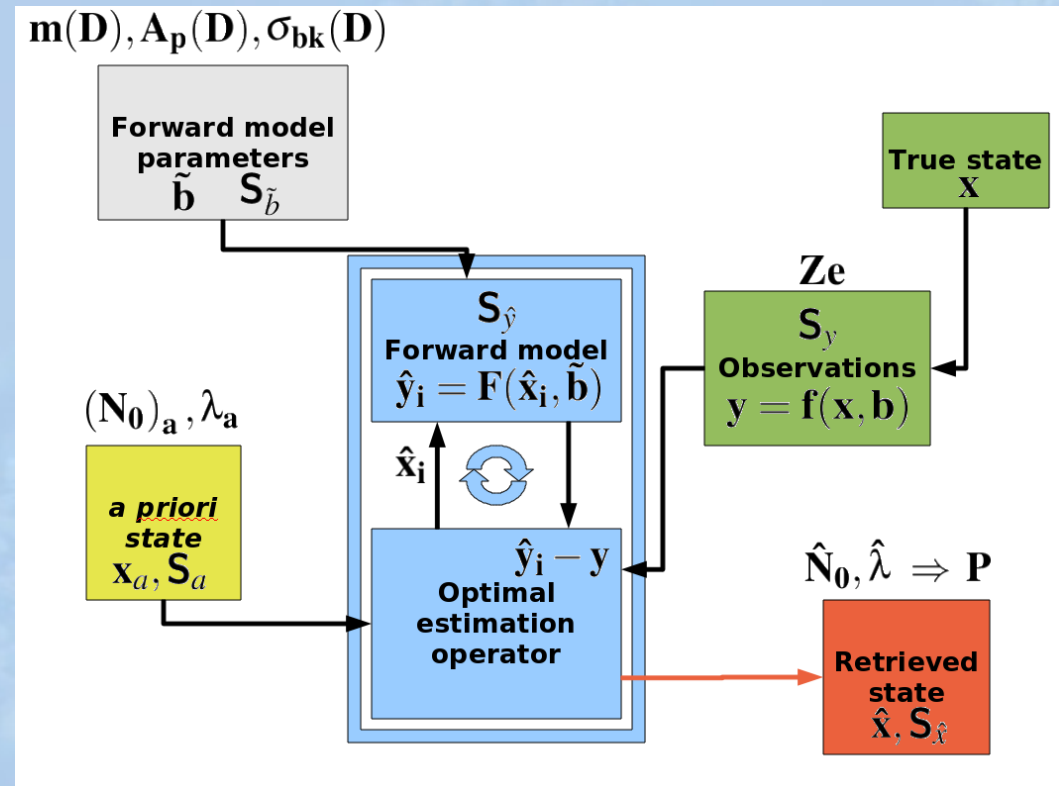 m(D), A_p(D), σ_bk(D)
Forward model
parameters
b̃ S_b̃
True state
x
Ze
S_y
Observations
y = f(x, b)
S_ŷ
Forward model
ŷ_i = F(x̂_i, b̃)
x̂_i
(N_0)_a, λ_a
a priori
state
x_a, S_a
ŷ_i − y
Optimal
estimation
operator
N̂_0, λ̂ ⇒ P
Retrieved
state
x̂, S_x̂